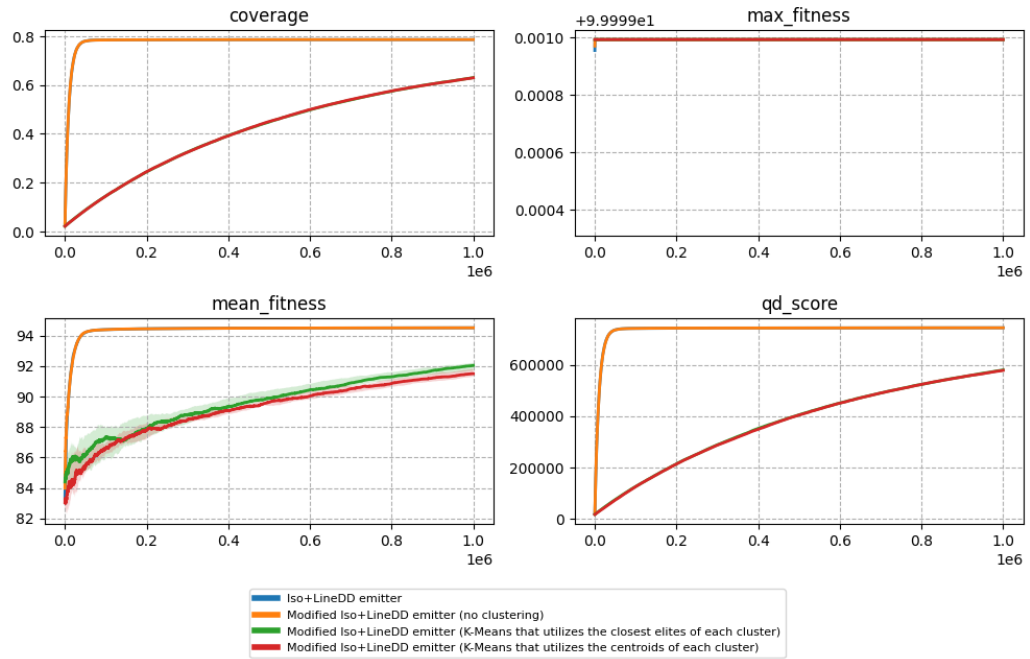 coverage
0.8
0.6
0.4
0.2
0.0
0.0 0.2 0.4 0.6 0.8 1.0
1e6
max_fitness
+9.9999e1
0.0010
0.0008
0.0006
0.0004
0.0 0.2 0.4 0.6 0.8 1.0
1e6
mean_fitness
94
92
90
88
86
84
82
0.0 0.2 0.4 0.6 0.8 1.0
1e6
qd_score
600000
400000
200000
0
0.0 0.2 0.4 0.6 0.8 1.0
1e6
Iso+LineDD emitter
Modified Iso+LineDD emitter (no clustering)
Modified Iso+LineDD emitter (K-Means that utilizes the closest elites of each cluster)
Modified Iso+LineDD emitter (K-Means that utilizes the centroids of each cluster)